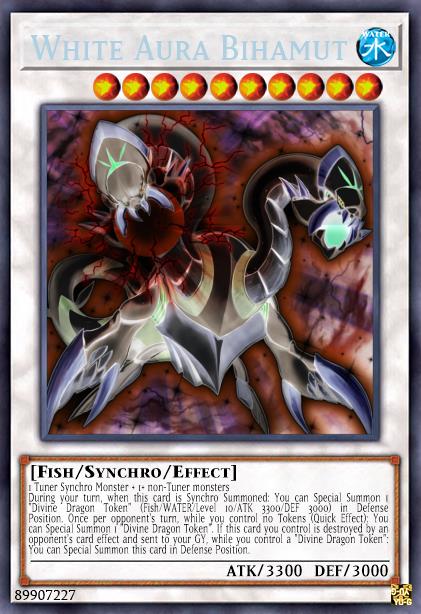 White Aura Bihamut
WATER
水
[Fish/Synchro/Effect]
1 Tuner Synchro Monster + 1+ non-Tuner monsters
During your turn, when this card is Synchro Summoned: You can Special Summon 1
"Divine Dragon Token" (Fish/WATER/Level 10/ATK 3300/DEF 3000) in Defense
Position. Once per opponent's turn, while you control no Tokens (Quick Effect): You
can Special Summon 1 "Divine Dragon Token". If this card you control is destroyed by an
opponent's card effect and sent to your GY, while you control a "Divine Dragon Token":
You can Special Summon this card in Defense Position.
ATK/3300 DEF/3000
89907227